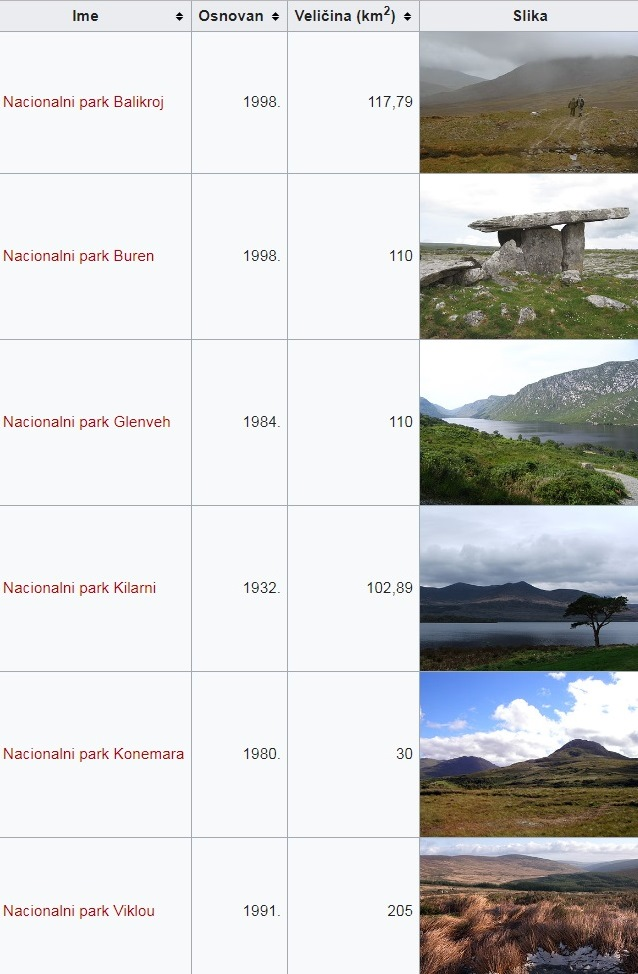 Ime Osnovan Veličina (km2) Slika
Nacionalni park Balikroj 1998. 117,79
Nacionalni park Buren 1998. 110
Nacionalni park Glenveh 1984. 110
Nacionalni park Kilarni 1932. 102,89
Nacionalni park Konemara 1980. 30
Nacionalni park Viklou 1991. 205